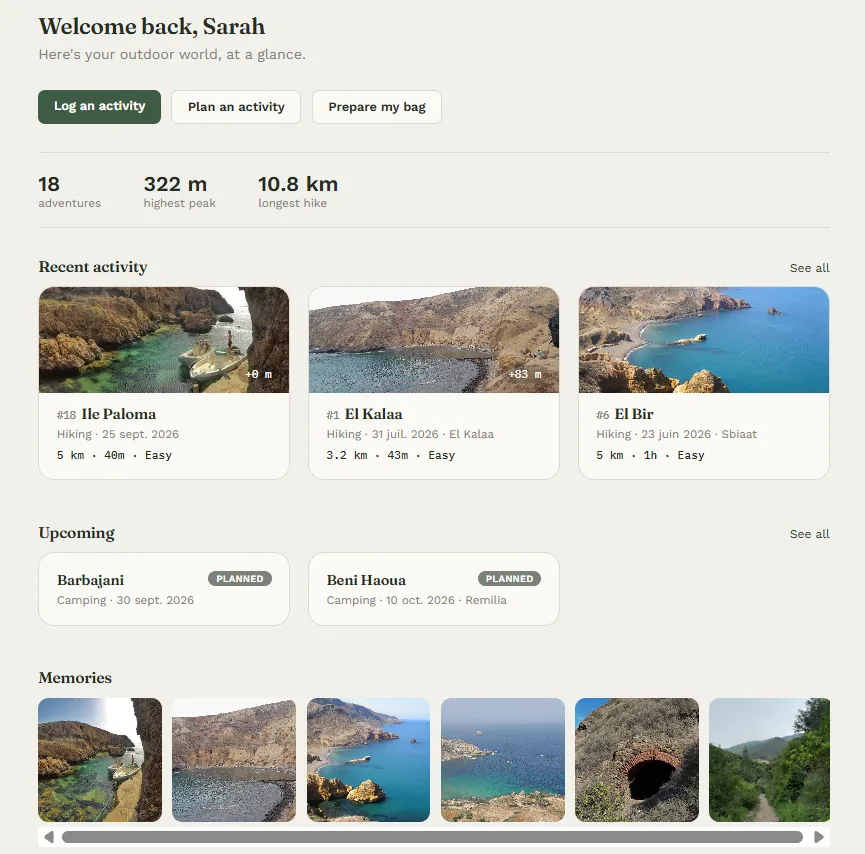 Welcome back, Sarah
Here's your outdoor world, at a glance.
Log an activity
Plan an activity
Prepare my bag
18
adventures
322 m
highest peak
10.8 km
longest hike
Recent activity
See all
+0 m
#18 Ile Paloma
Hiking · 25 sept. 2026
5 km · 40m · Easy
+83 m
#1 El Kalaa
Hiking · 31 juil. 2026 · El Kalaa
3.2 km · 43m · Easy
#6 El Bir
Hiking · 23 juin 2026 · Sbiaat
5 km · 1h · Easy
Upcoming
See all
Barbajani
PLANNED
Camping · 30 sept. 2026
Beni Haoua
PLANNED
Camping · 10 oct. 2026 · Remilia
Memories